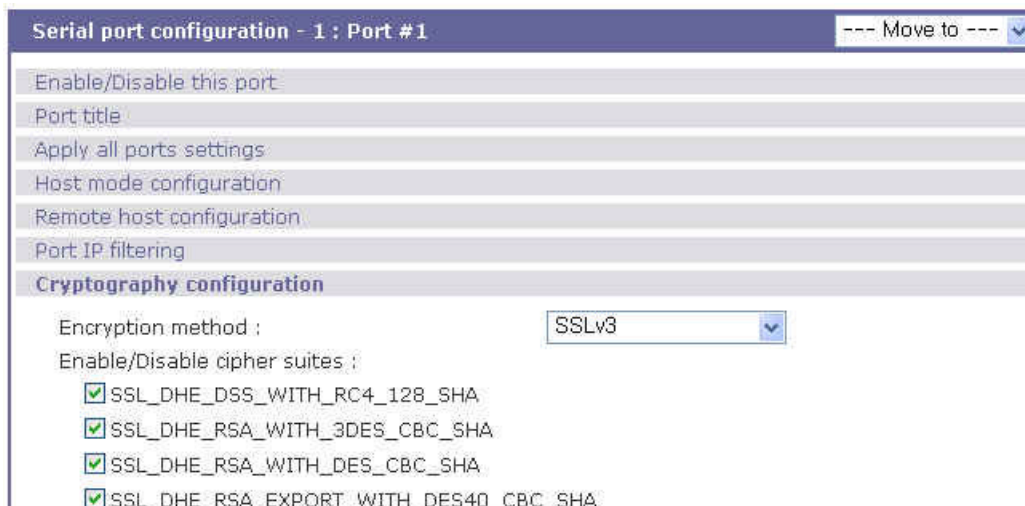 Serial port configuration - 1 : Port #1
--- Move to ---
Enable/Disable this port
Port title
Apply all ports settings
Host mode configuration
Remote host configuration
Port IP filtering
Cryptography configuration
Encryption method : SSLv3
Enable/Disable cipher suites :
SSL_DHE_DSS_WITH_RC4_128_SHA
SSL_DHE_RSA_WITH_3DES_CBC_SHA
SSL_DHE_RSA_WITH_DES_CBC_SHA
SSL_DHE_RSA_EXPORT_WITH_DES40_CBC_SHA